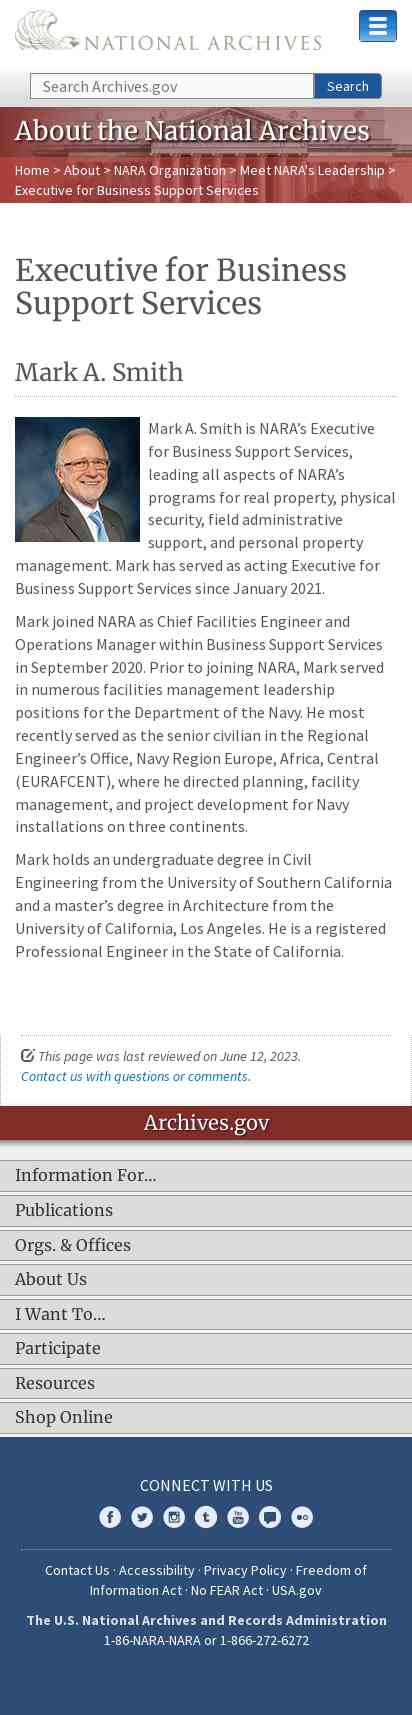 NATIONAL ARCHIVES
Search Archives.gov
Search
About the National Archives
Home > About > NARA Organization > Meet NARA's Leadership >
Executive for Business Support Services
Executive for Business
Support Services
Mark A. Smith
Mark A. Smith is NARA’s Executive
for Business Support Services,
leading all aspects of NARA’s
programs for real property, physical
security, field administrative
support, and personal property
management. Mark has served as acting Executive for
Business Support Services since January 2021.
Mark joined NARA as Chief Facilities Engineer and
Operations Manager within Business Support Services
in September 2020. Prior to joining NARA, Mark served
in numerous facilities management leadership
positions for the Department of the Navy. He most
recently served as the senior civilian in the Regional
Engineer’s Office, Navy Region Europe, Africa, Central
(EURAFCENT), where he directed planning, facility
management, and project development for Navy
installations on three continents.
Mark holds an undergraduate degree in Civil
Engineering from the University of Southern California
and a master’s degree in Architecture from the
University of California, Los Angeles. He is a registered
Professional Engineer in the State of California.
This page was last reviewed on June 12, 2023.
Contact us with questions or comments.
Archives.gov
Information For…
Publications
Orgs. & Offices
About Us
I Want To…
Participate
Resources
Shop Online
CONNECT WITH US
Contact Us · Accessibility · Privacy Policy · Freedom of
Information Act · No FEAR Act · USA.gov
The U.S. National Archives and Records Administration
1-86-NARA-NARA or 1-866-272-6272